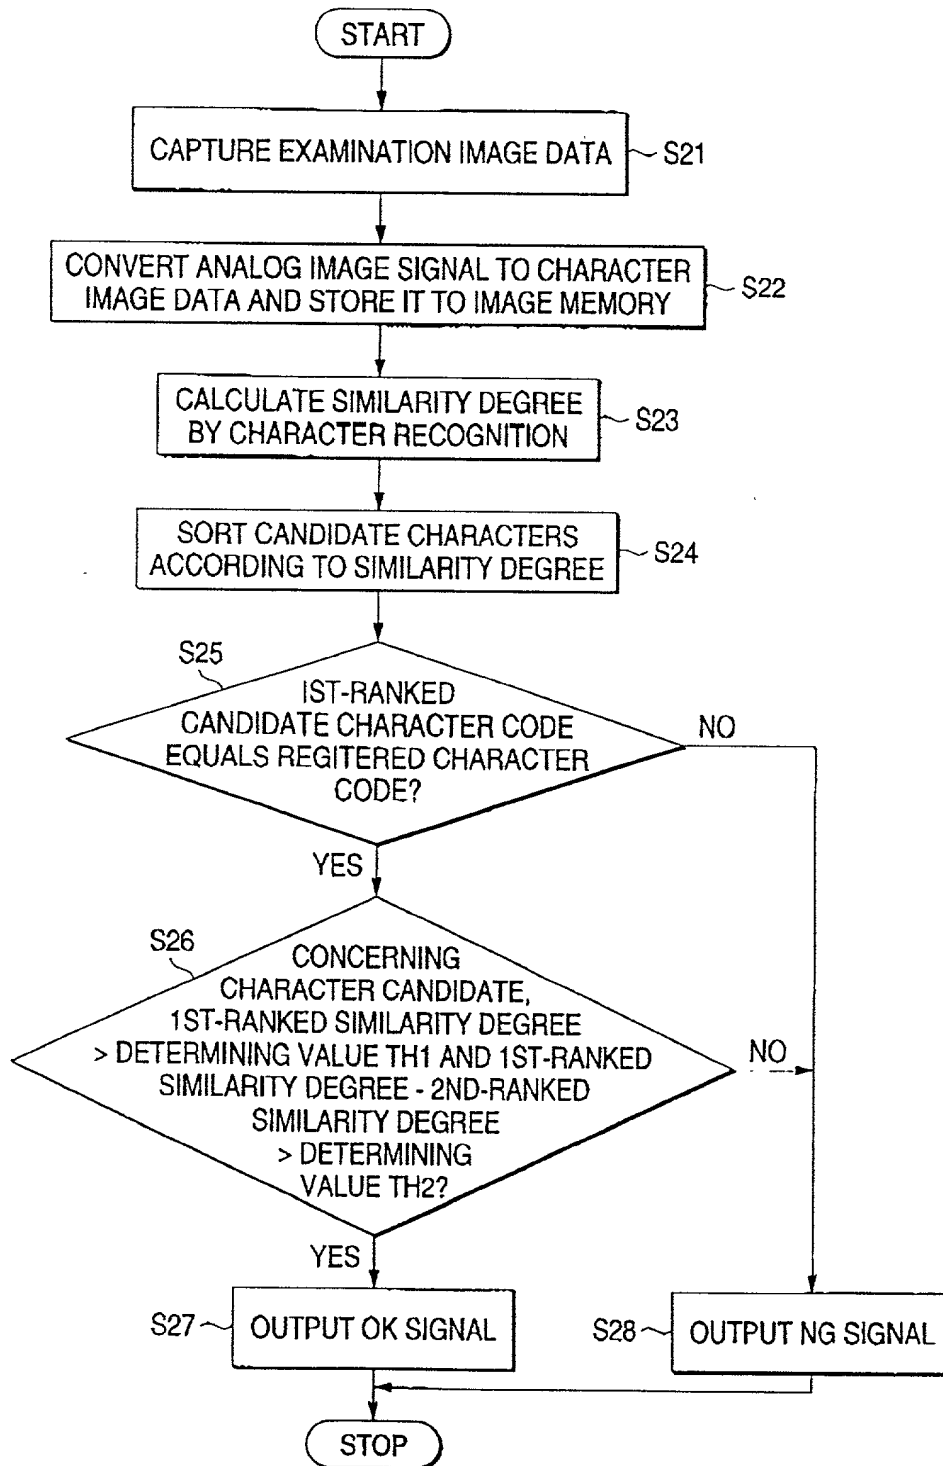 START
CAPTURE EXAMINATION IMAGE DATA
S21
CONVERT ANALOG IMAGE SIGNAL TO CHARACTER
IMAGE DATA AND STORE IT TO IMAGE MEMORY
S22
CALCULATE SIMILARITY DEGREE
BY CHARACTER RECOGNITION
S23
SORT CANDIDATE CHARACTERS
ACCORDING TO SIMILARITY DEGREE
S24
S25
IST-RANKED
CANDIDATE CHARACTER CODE
EQUALS REGITERED CHARACTER
CODE?
NO
YES
S26
CONCERNING
CHARACTER CANDIDATE,
1ST-RANKED SIMILARITY DEGREE
> DETERMINING VALUE TH1 AND 1ST-RANKED
SIMILARITY DEGREE - 2ND-RANKED
SIMILARITY DEGREE
> DETERMINING
VALUE TH2?
NO
YES
S27
OUTPUT OK SIGNAL
S28
OUTPUT NG SIGNAL
STOP